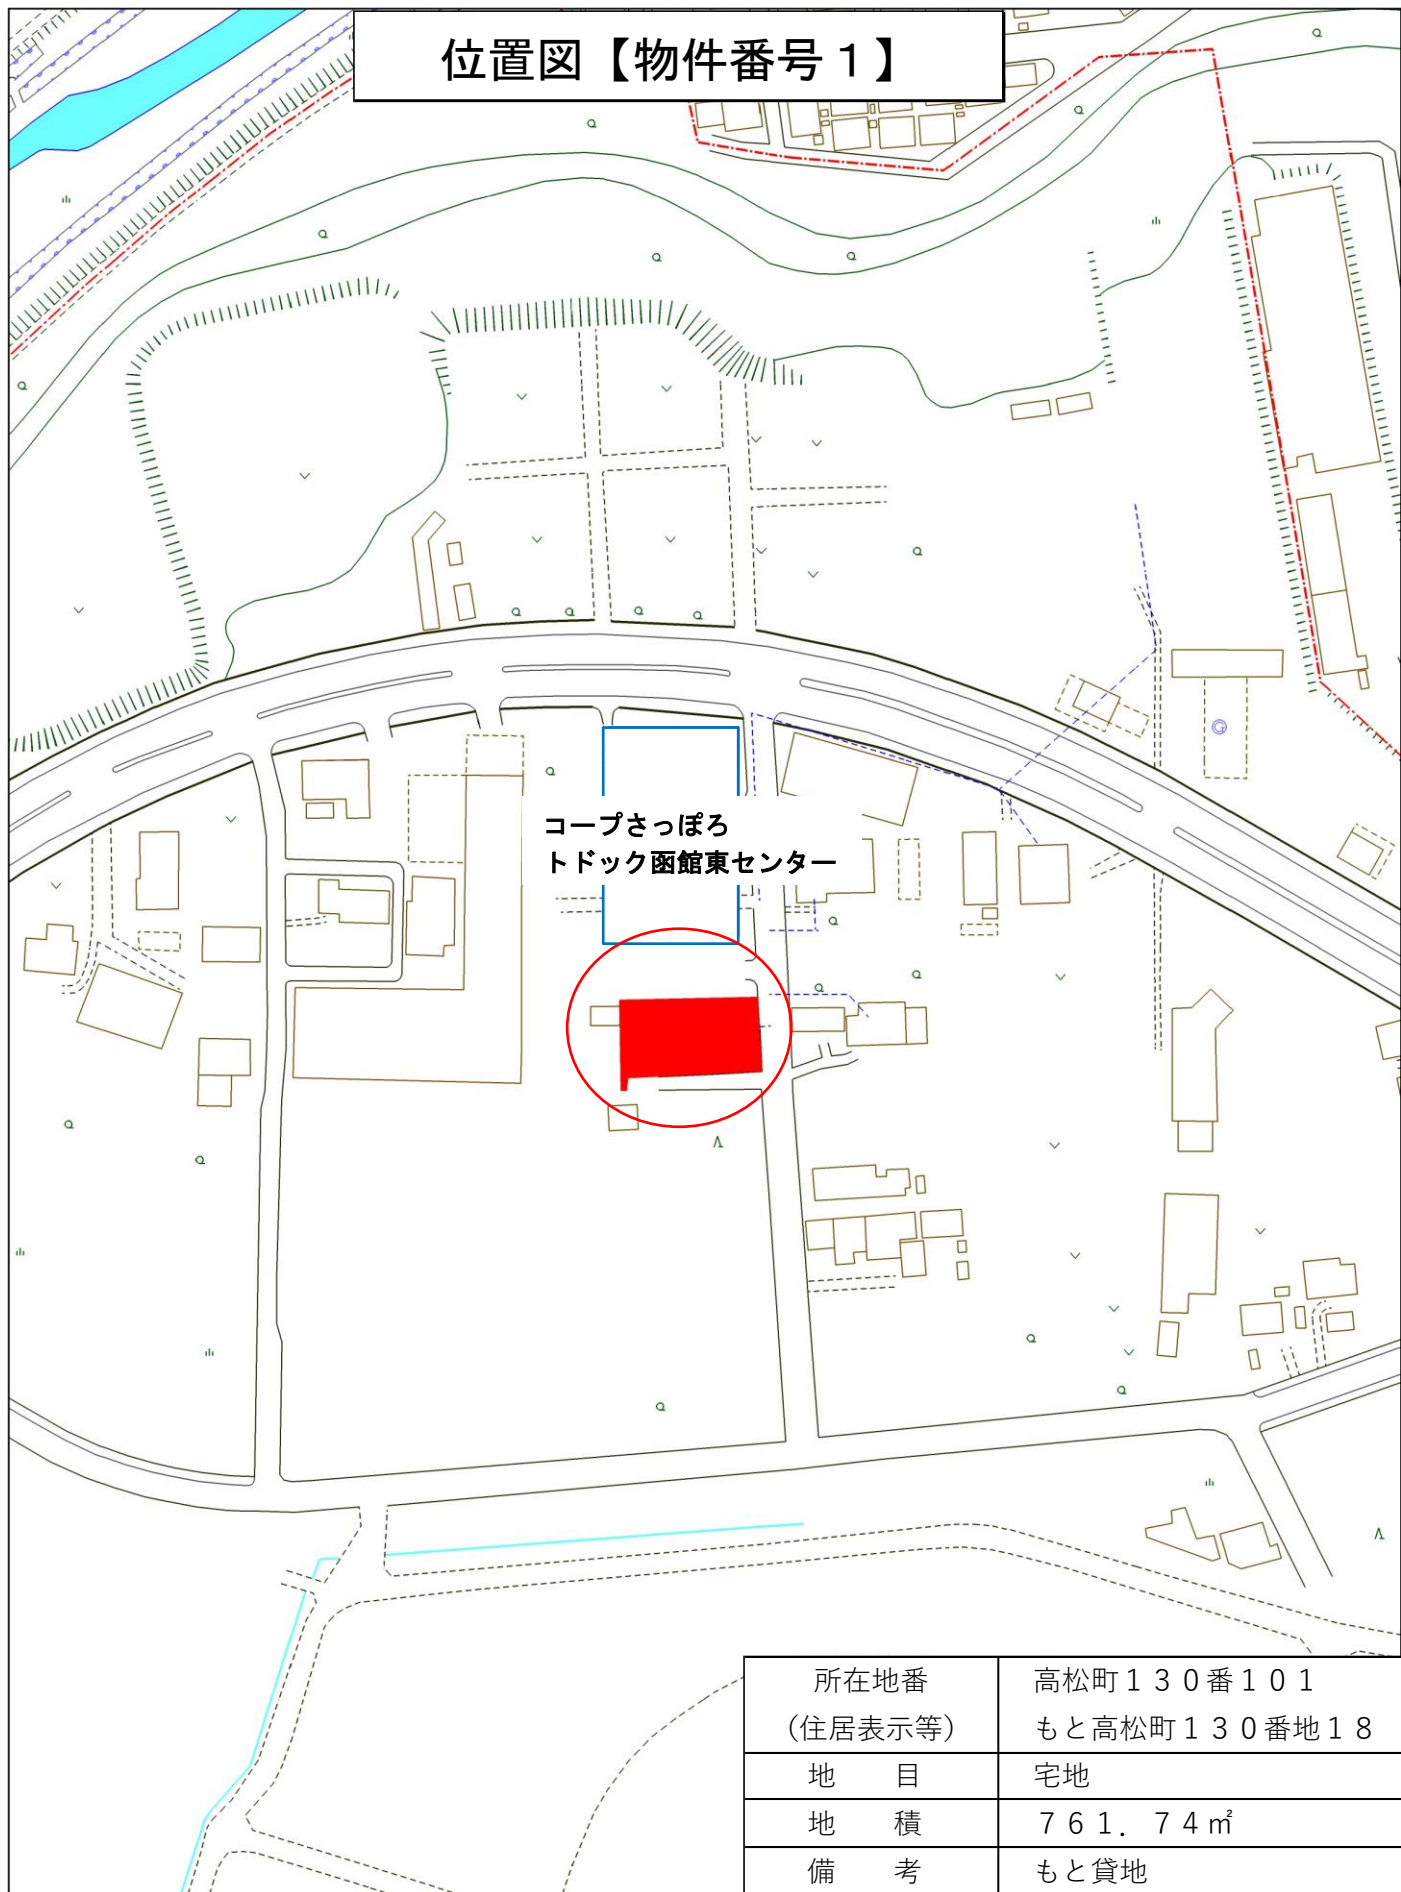 位置図【物件番号１】
コープさっぽろ
トドック函館東センター
所在地番 高松町１３０番１０１
（住居表示等） もと高松町１３０番地１８
地　目 宅地
地　積 ７６１．７４㎡
備　考 もと貸地